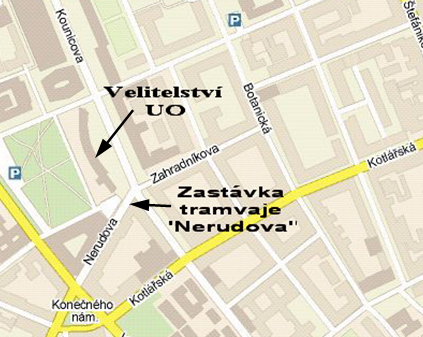 Kounicova
P
Štefánikova
Velitelství
UO
Botanická
Zahradníkova
Kotlářská
Zastávka
tramvaje
'Nerudova"
P
Nerudova
Kotlářská
Konečného
nám.